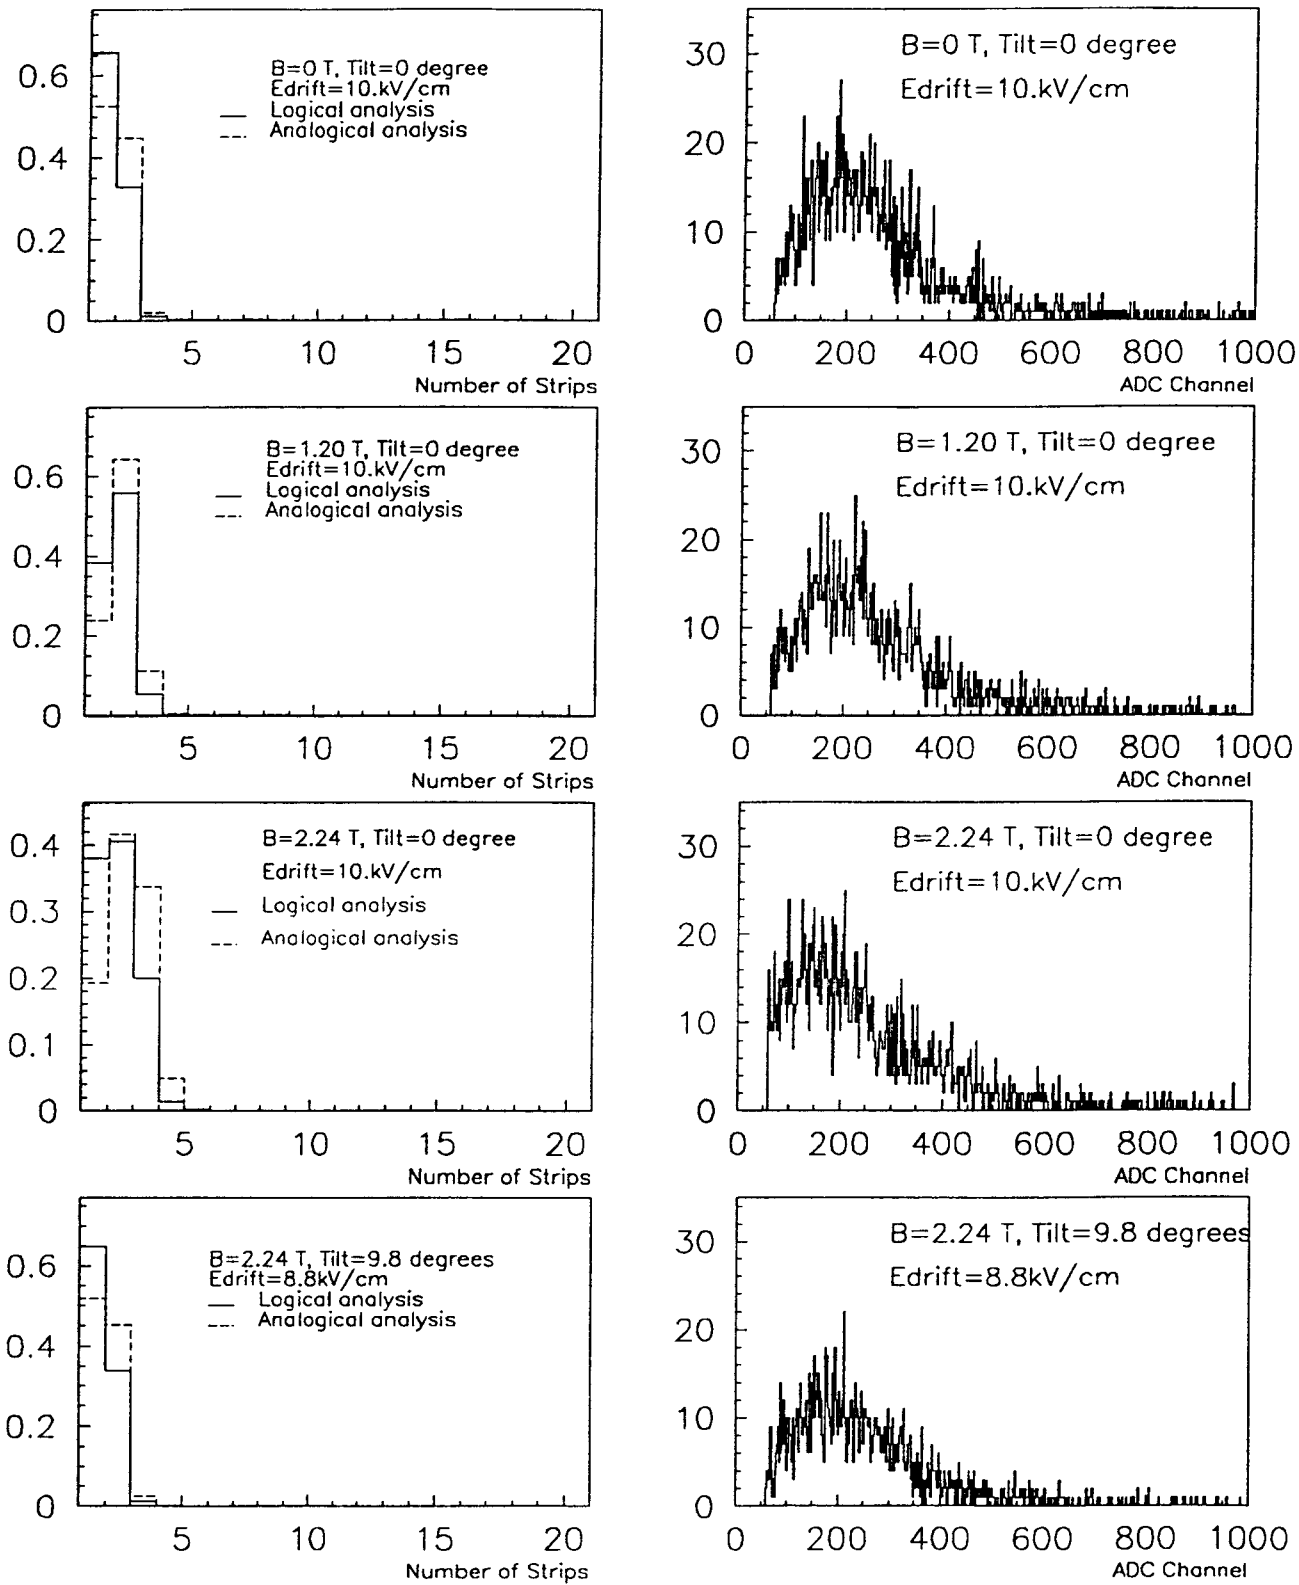 B=0 T, Tilt=0 degree
Edrift=10.kV/cm
Logical analysis
Analogical analysis
0.6
0.4
0.2
0
5 10 15 20
Number of Strips
B=0 T, Tilt=0 degree
Edrift=10.kV/cm
30
20
10
0
0 200 400 600 800 1000
ADC Channel
B=1.20 T, Tilt=0 degree
Edrift=10.kV/cm
Logical analysis
Analogical analysis
0.6
0.4
0.2
0
5 10 15 20
Number of Strips
B=1.20 T, Tilt=0 degree
Edrift=10.kV/cm
30
20
10
0
0 200 400 600 800 1000
ADC Channel
B=2.24 T, Tilt=0 degree
Edrift=10.kV/cm
Logical analysis
Analogical analysis
0.4
0.3
0.2
0.1
0
5 10 15 20
Number of Strips
B=2.24 T, Tilt=0 degree
Edrift=10.kV/cm
30
20
10
0
0 200 400 600 800 1000
ADC Channel
B=2.24 T, Tilt=9.8 degrees
Edrift=8.8kV/cm
Logical analysis
Analogical analysis
0.6
0.4
0.2
0
5 10 15 20
Number of Strips
B=2.24 T, Tilt=9.8 degrees
Edrift=8.8kV/cm
30
20
10
0
0 200 400 600 800 1000
ADC Channel